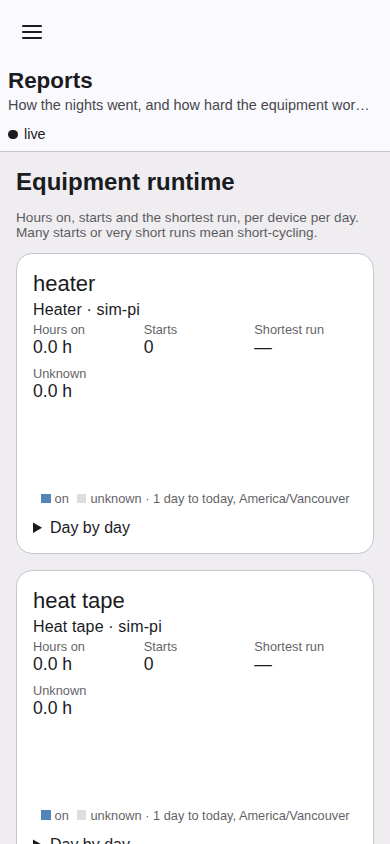 Reports
How the nights went, and how hard the equipment wor…
live
Equipment runtime
Hours on, starts and the shortest run, per device per day.
Many starts or very short runs mean short-cycling.
heater
Heater · sim-pi
Hours on Starts Shortest run
0.0 h 0 —
Unknown
0.0 h
on unknown · 1 day to today, America/Vancouver
Day by day
heat tape
Heat tape · sim-pi
Hours on Starts Shortest run
0.0 h 0 —
Unknown
0.0 h
on unknown · 1 day to today, America/Vancouver
Day by day